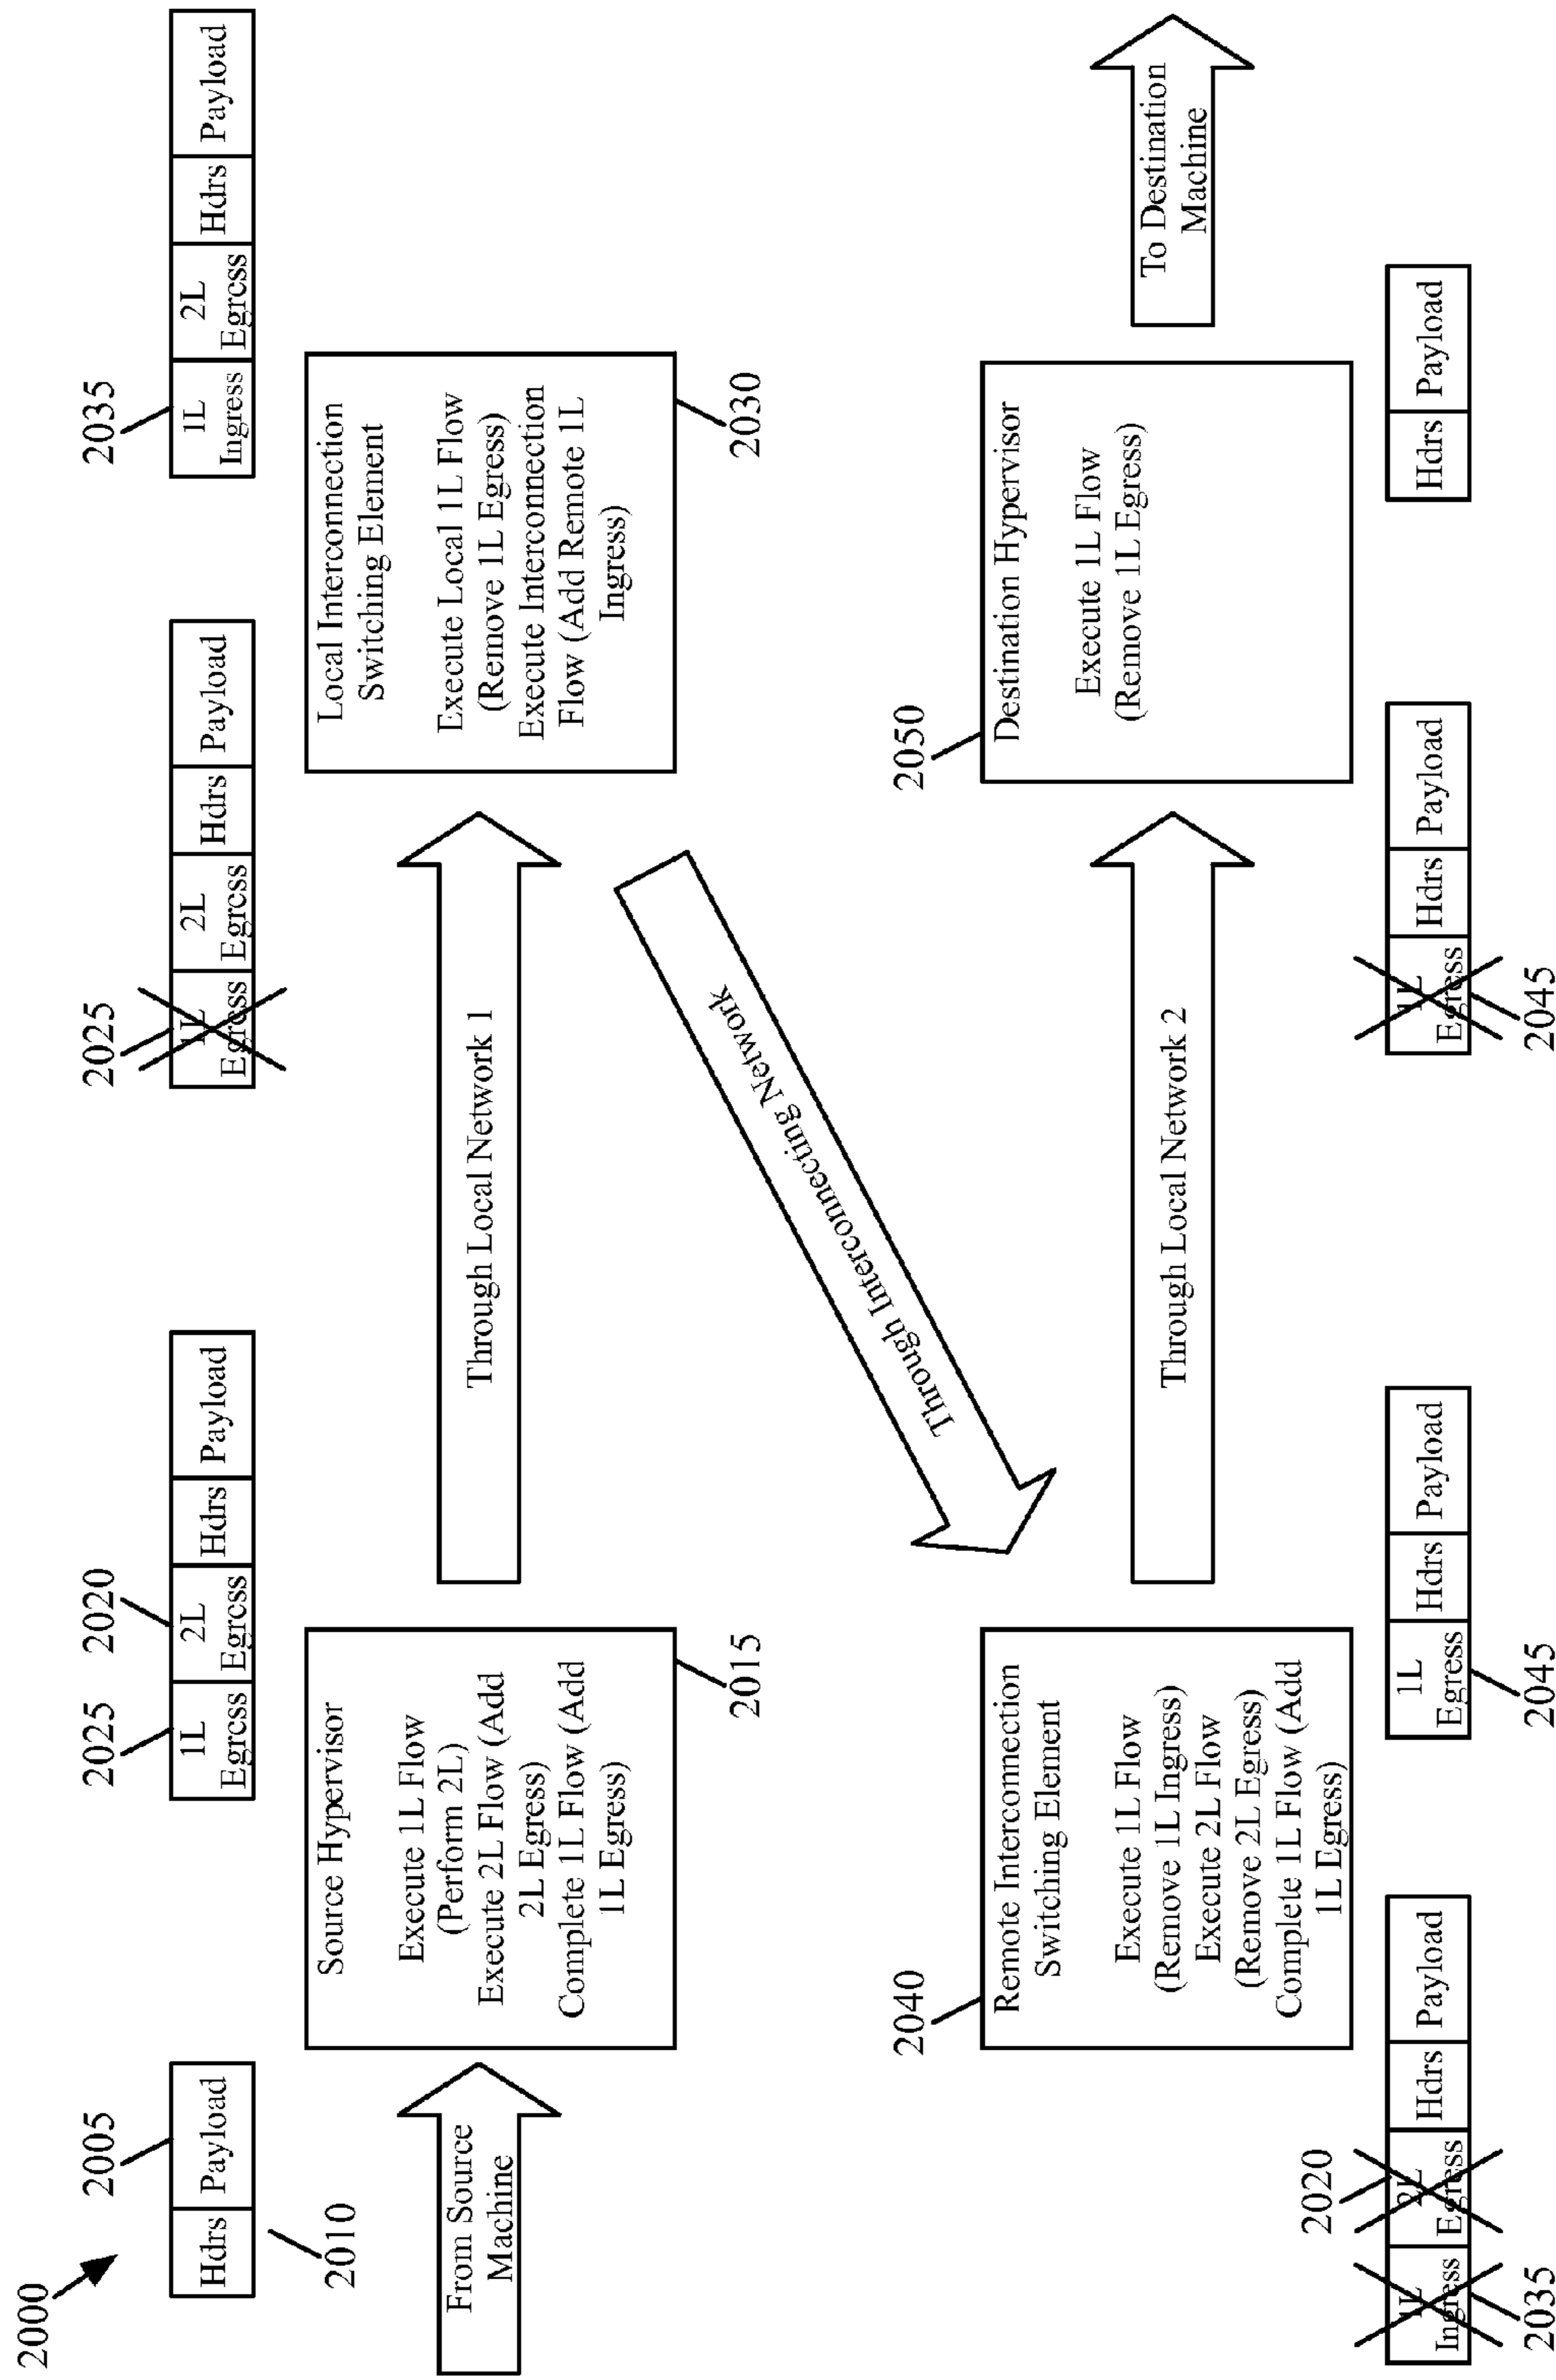 2000
2005
Hdrs Payload
2010
From Source
Machine
2025
2020
1L
Egress
2L
Egress
Hdrs Payload
Source Hypervisor
Execute 1L Flow
(Perform 2L)
Execute 2L Flow (Add
2L Egress)
Complete 1L Flow (Add
1L Egress)
2015
Through Local Network 1
2025
1L
Egress
2L
Egress
Hdrs Payload
Local Interconnection
Switching Element
Execute Local 1L Flow
(Remove 1L Egress)
Execute Interconnection
Flow (Add Remote 1L
Ingress)
2030
2035
1L
Ingress
2L
Egress
Hdrs Payload
Through Interconnecting Network
2040
Remote Interconnection
Switching Element
Execute 1L Flow
(Remove 1L Ingress)
Execute 2L Flow
(Remove 2L Egress)
Complete 1L Flow (Add
1L Egress)
2020
1L
Ingress
2L
Egress
Hdrs Payload
2035
Through Local Network 2
1L
Egress
Hdrs Payload
2045
2050
Destination Hypervisor
Execute 1L Flow
(Remove 1L Egress)
1L
Egress
Hdrs Payload
2045
To Destination
Machine
Hdrs Payload